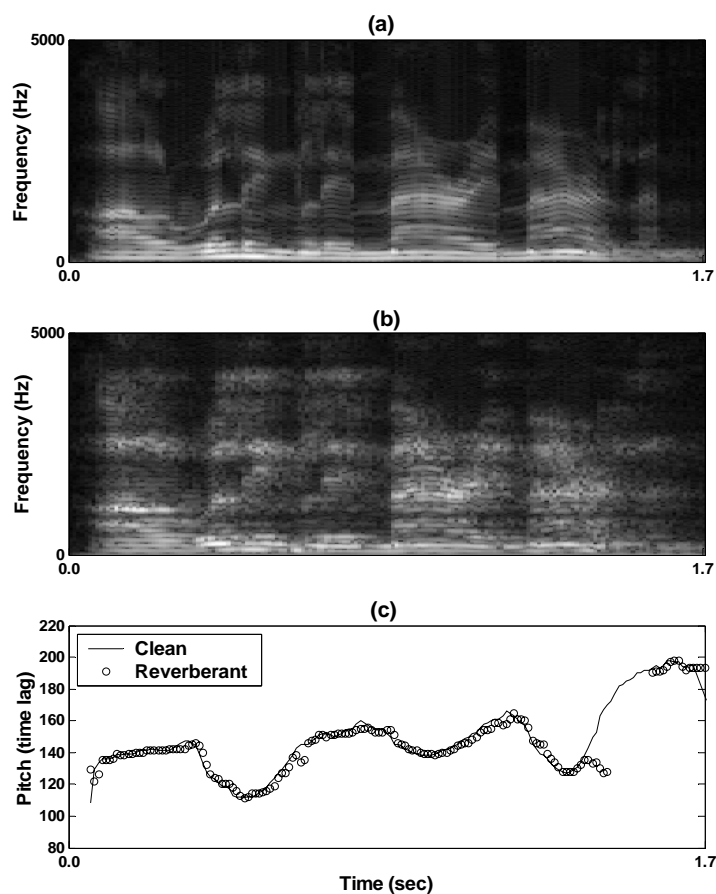 (a)
5000
Frequency (Hz)
0
0.0
1.7
(b)
5000
Frequency (Hz)
0
0.0
1.7
(c)
220
200
180
160
140
120
100
80
Pitch (time lag)
Clean
Reverberant
0.0
1.7
Time (sec)